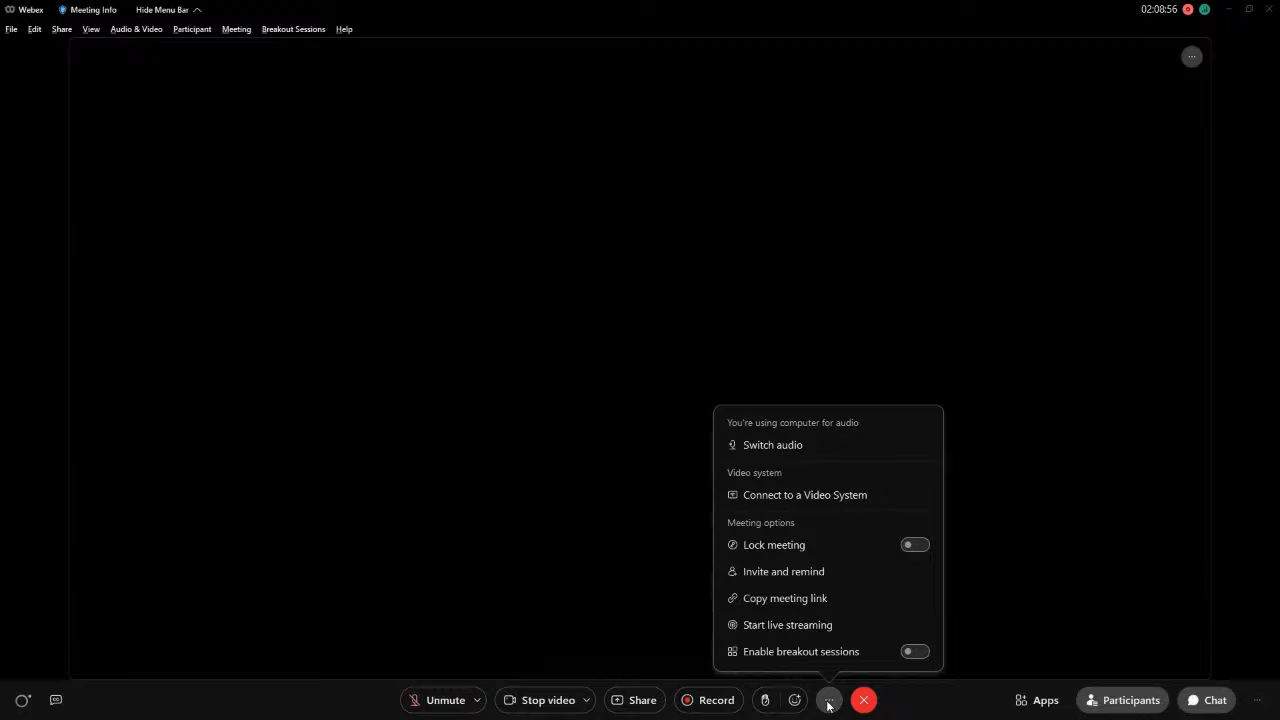 Webex Meeting Info Hide Menu Bar 02:08:56
File Edit Share View Audio & Video Participant Meeting Breakout Sessions Help
You're using computer for audio
Switch audio
Video system
Connect to a Video System
Meeting options
Lock meeting
Invite and remind
Copy meeting link
Start live streaming
Enable breakout sessions
Unmute Stop video Share Record Apps Participants Chat